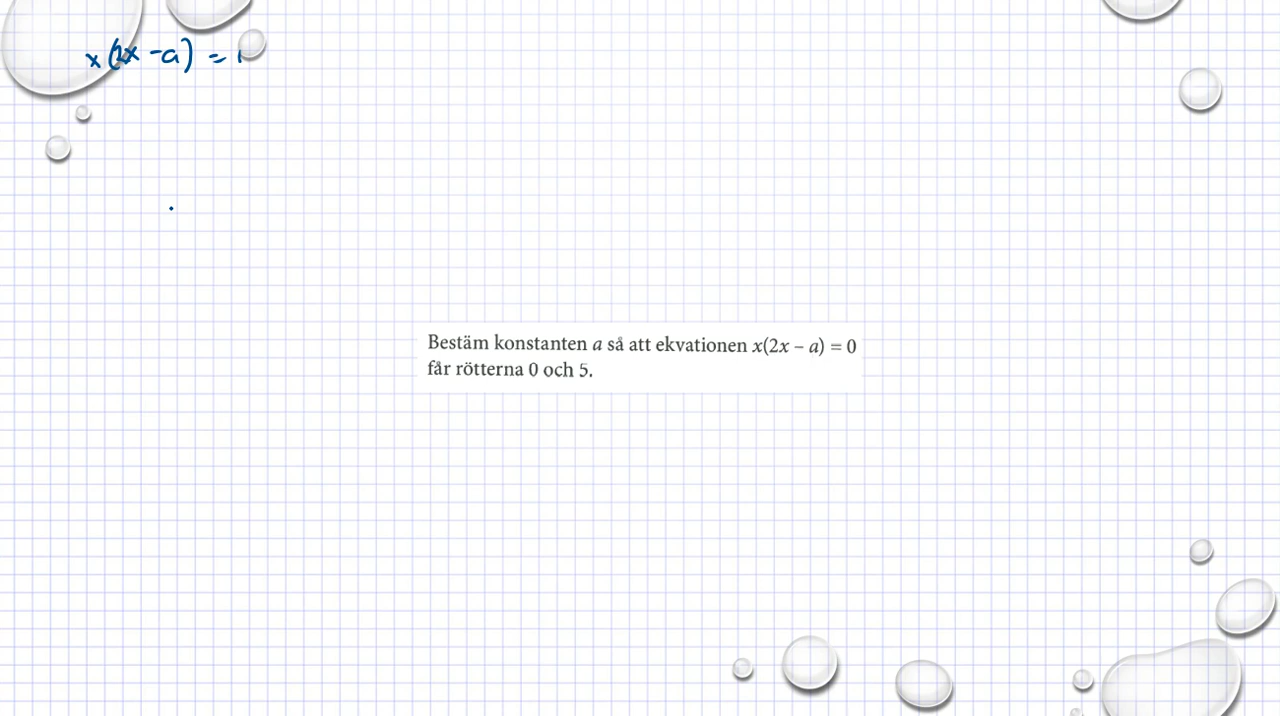 x(2x - a) =
Bestäm konstanten a så att ekvationen x(2x – a) = 0
får rötterna 0 och 5.